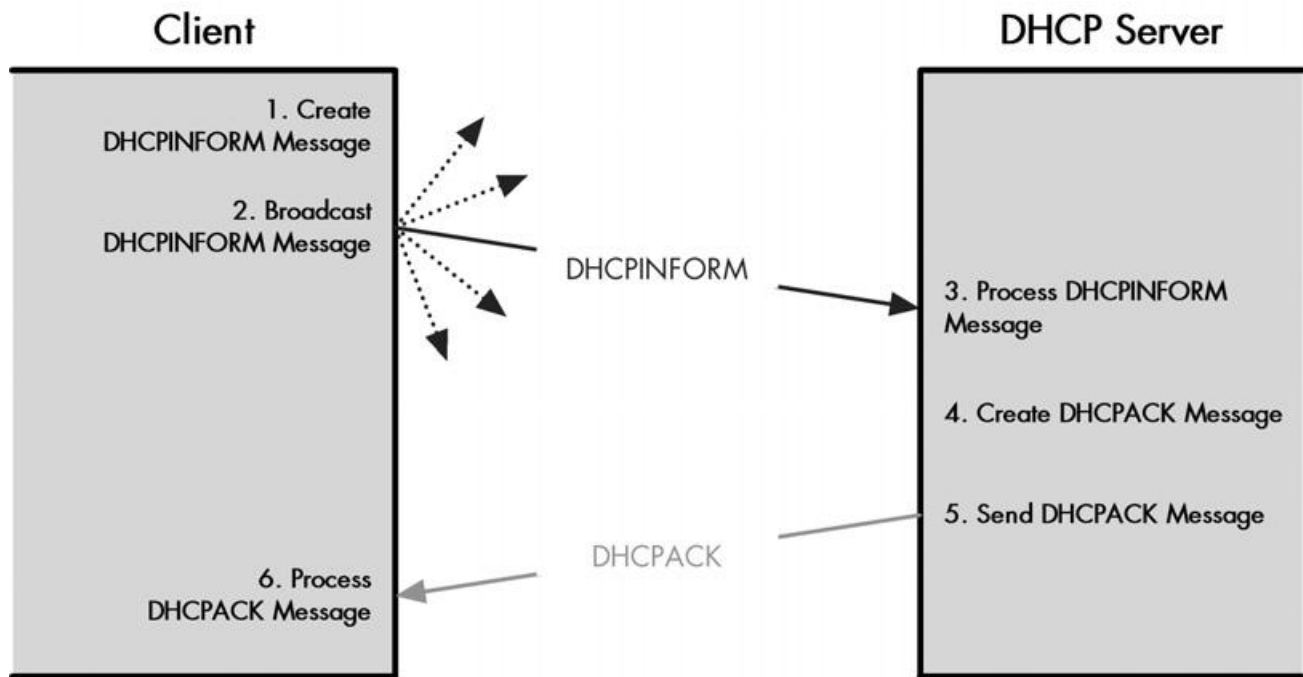 Client
DHCP Server
1. Create
DHCPINFORM Message
2. Broadcast
DHCPINFORM Message
DHCPINFORM
3. Process DHCPINFORM
Message
4. Create DHCPACK Message
5. Send DHCPACK Message
DHCPACK
6. Process
DHCPACK Message